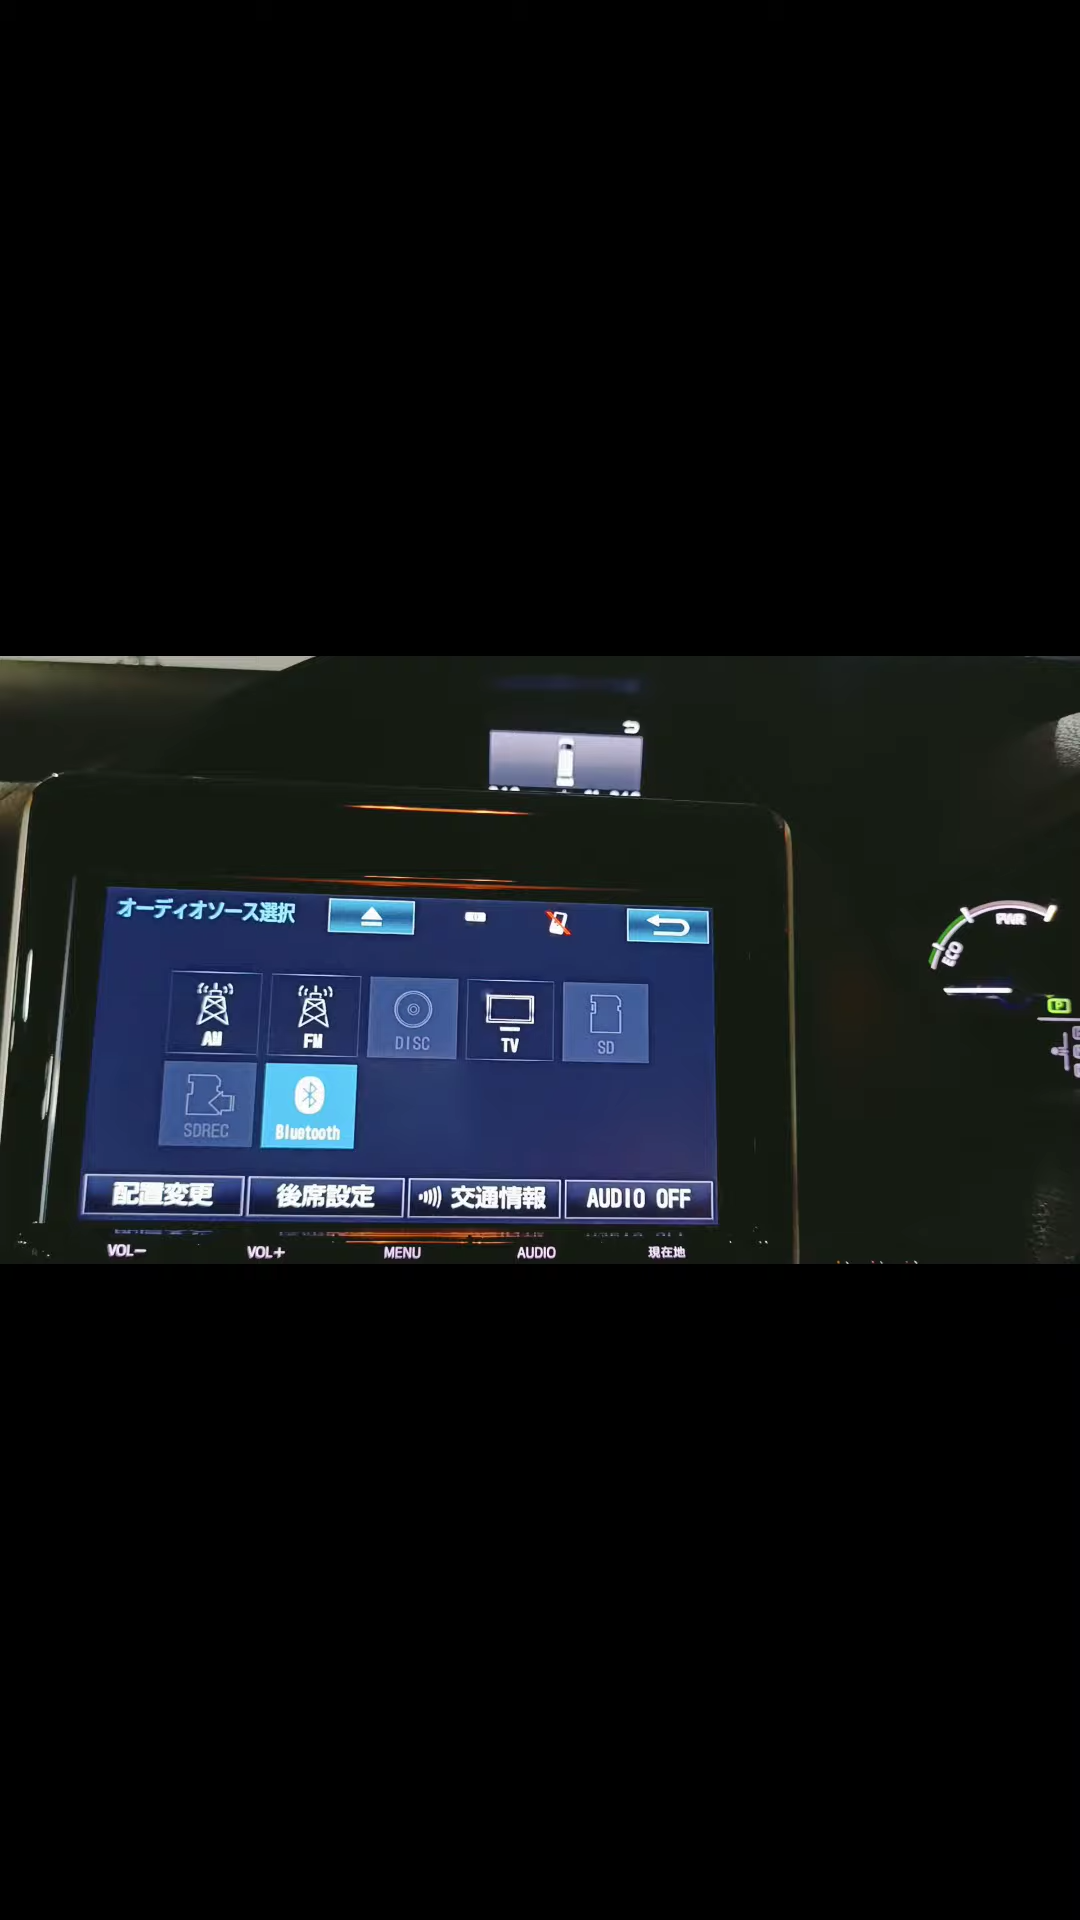 オーディオソース選択
AM
FM
DISC
TV
SD
SDREC
Bluetooth
配置変更
後席設定
交通情報
AUDIO OFF
VOL−
VOL+
MENU
AUDIO
現在地
ECO
PWR
P